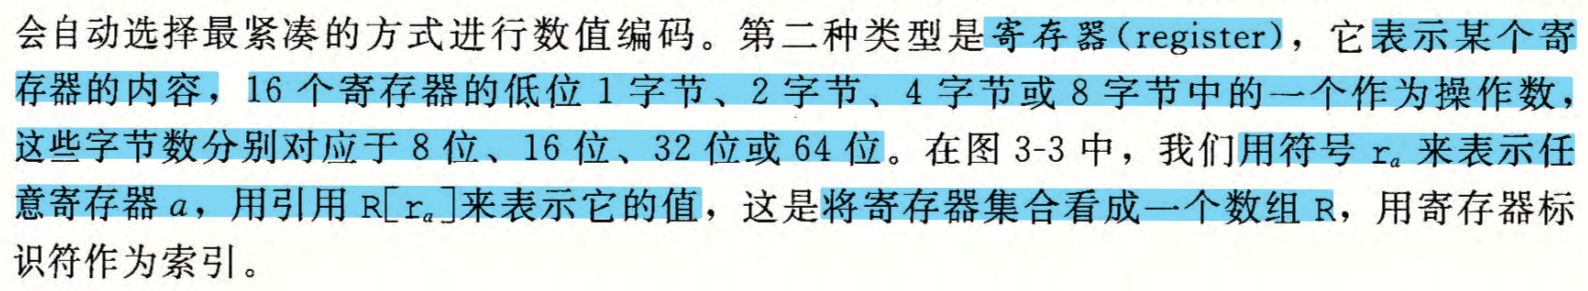 会自动选择最紧凑的方式进行数值编码。第二种类型是寄存器(register)，它表示某个寄
存器的内容，16 个寄存器的低位 1 字节、2 字节、4 字节或 8 字节中的一个作为操作数，
这些字节数分别对应于 8 位、16 位、32 位或 64 位。在图 3-3 中，我们用符号 rₐ 来表示任
意寄存器 a，用引用 R[rₐ]来表示它的值，这是将寄存器集合看成一个数组 R，用寄存器标
识符作为索引。